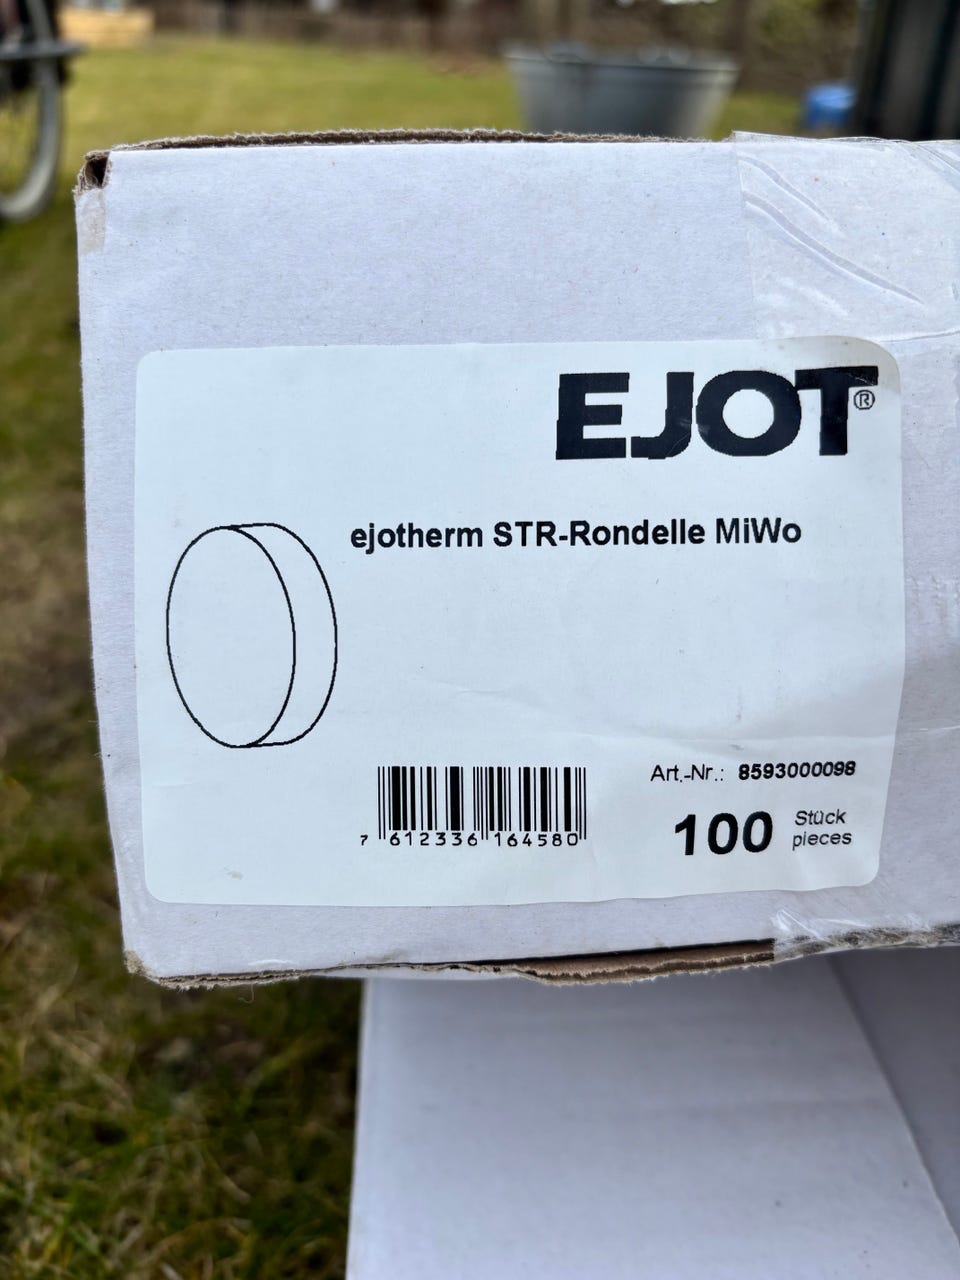 EJOT®
ejotherm STR-Rondelle MiWo
Art.-Nr.: 8593000098
100 Stück
pieces
7 612336 164580